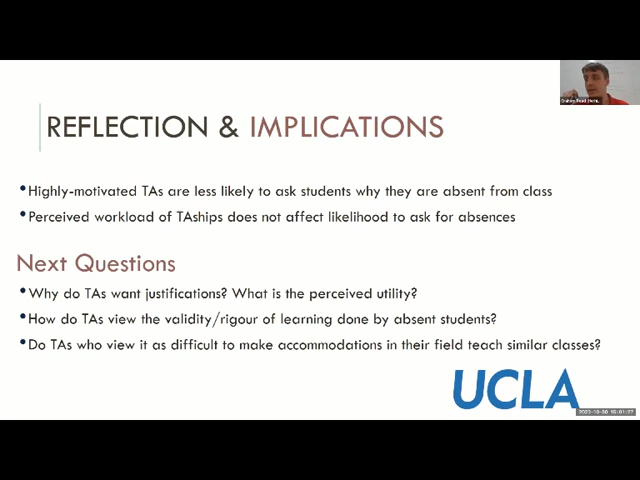 REFLECTION & IMPLICATIONS
•Highly-motivated TAs are less likely to ask students why they are absent from class
•Perceived workload of TAships does not affect likelihood to ask for absences
Next Questions
•Why do TAs want justifications? What is the perceived utility?
•How do TAs view the validity/rigour of learning done by absent students?
•Do TAs who view it as difficult to make accommodations in their field teach similar classes?
UCLA